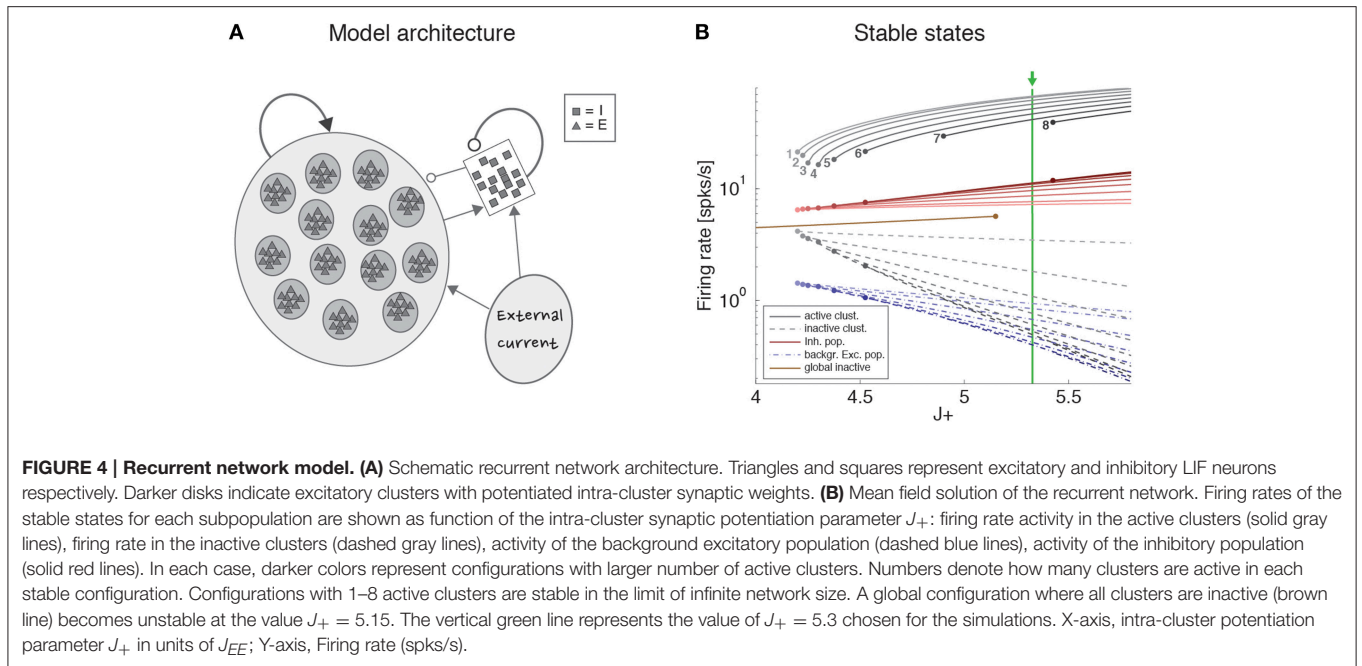 A Model architecture
■ = I
▲ = E
External
current
B Stable states
Firing rate [spks/s]
10¹
10⁰
1
2
3
4
5
6
7
8
active clust.
inactive clust.
Inh. pop.
backgr. Exc. pop.
global inactive
4 4.5 5 5.5
J+
FIGURE 4 | Recurrent network model. (A) Schematic recurrent network architecture. Triangles and squares represent excitatory and inhibitory LIF neurons
respectively. Darker disks indicate excitatory clusters with potentiated intra-cluster synaptic weights. (B) Mean field solution of the recurrent network. Firing rates of the
stable states for each subpopulation are shown as function of the intra-cluster synaptic potentiation parameter J₊: firing rate activity in the active clusters (solid gray
lines), firing rate in the inactive clusters (dashed gray lines), activity of the background excitatory population (dashed blue lines), activity of the inhibitory population
(solid red lines). In each case, darker colors represent configurations with larger number of active clusters. Numbers denote how many clusters are active in each
stable configuration. Configurations with 1–8 active clusters are stable in the limit of infinite network size. A global configuration where all clusters are inactive (brown
line) becomes unstable at the value J₊ = 5.15. The vertical green line represents the value of J₊ = 5.3 chosen for the simulations. X-axis, intra-cluster potentiation
parameter J₊ in units of J_EE; Y-axis, Firing rate (spks/s).